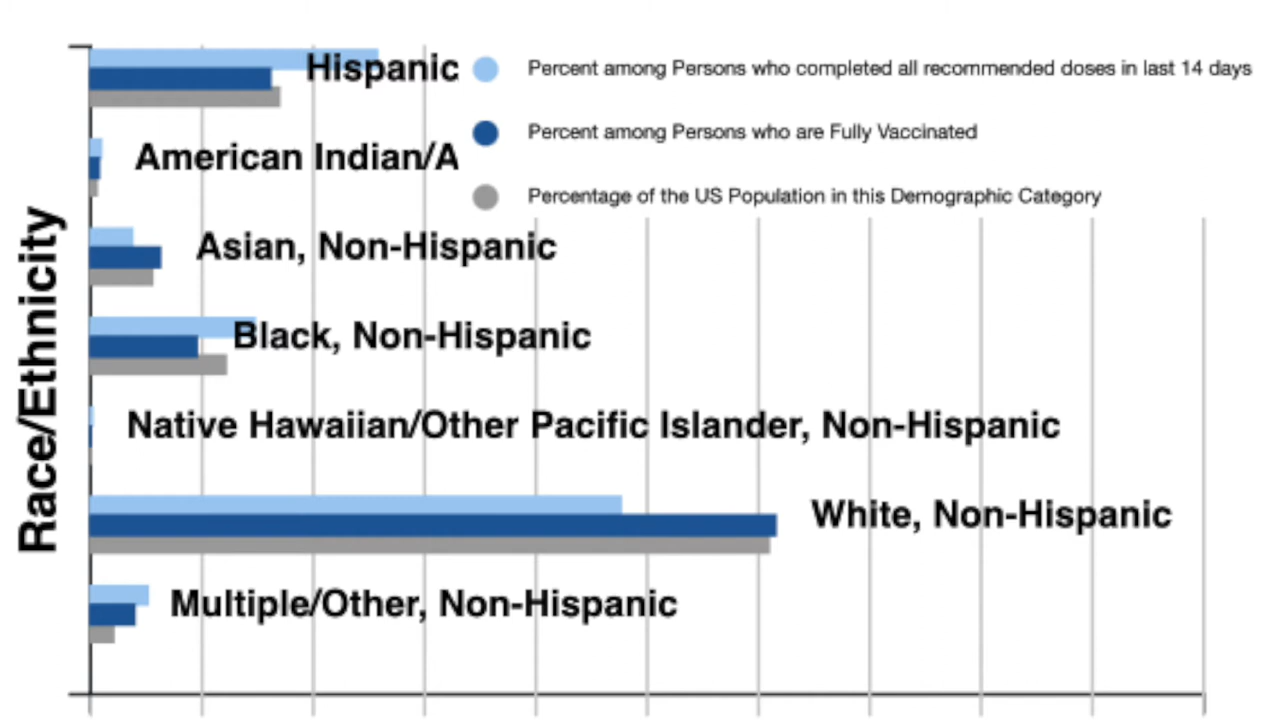 Hispanic
Percent among Persons who completed all recommended doses in last 14 days
Percent among Persons who are Fully Vaccinated
American Indian/A
Percentage of the US Population in this Demographic Category
Asian, Non-Hispanic
Black, Non-Hispanic
Native Hawaiian/Other Pacific Islander, Non-Hispanic
White, Non-Hispanic
Multiple/Other, Non-Hispanic
Race/Ethnicity